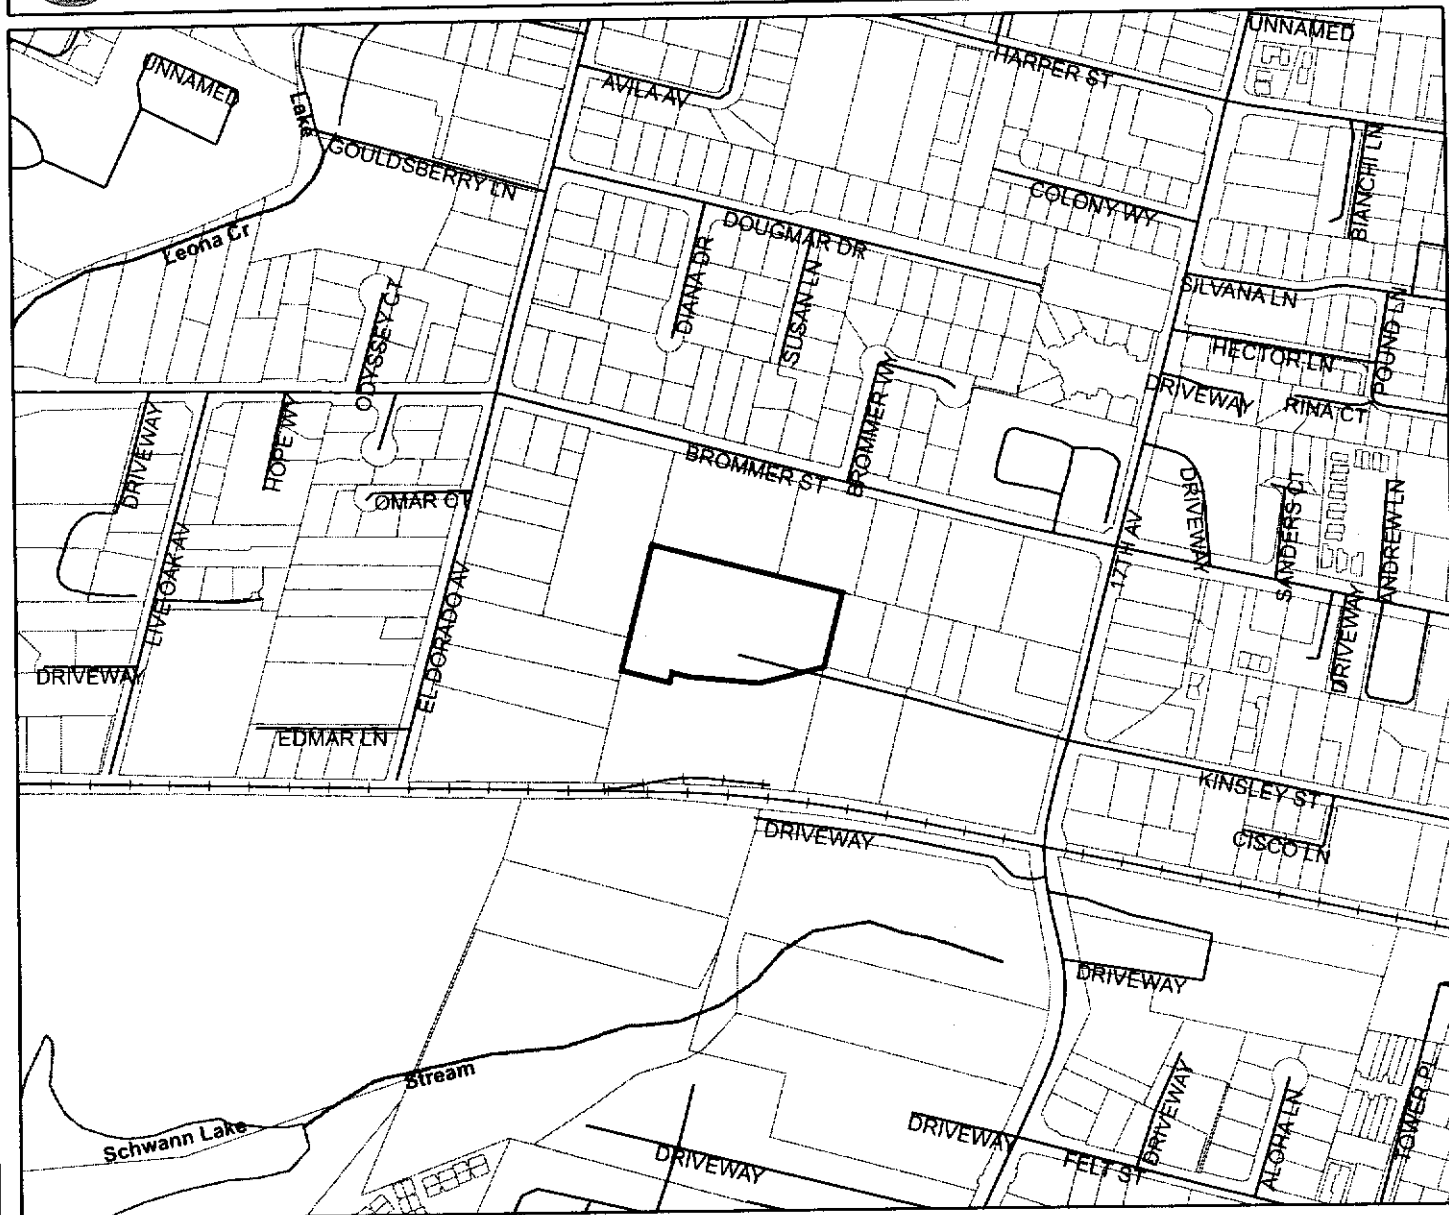 UNNAMED
HARPER ST
UNNAMED
AVILA AV
Lake
GOULDSBERRY LN
BIANCHI LN
COLONY WY
DOUGMAR DR
Leona Cr
DIANA DR
SUSAN LN
ODYSSEY CT
SILVANA LN
POUND LN
HECTOR LN
DRIVEWAY
RINA CT
BROMMER WY
DRIVEWAY
HOPE WY
BROMMER ST
OMAR CT
DRIVEWAY
SANDERS CT
ANDREW LN
17TH AV
LIVE OAK AV
EL DORADO AV
DRIVEWAY
DRIVEWAY
EDMAR LN
KINSLEY ST
CISCO LN
DRIVEWAY
DRIVEWAY
Stream
Schwann Lake
DRIVEWAY
DRIVEWAY
FELT ST
DRIVEWAY
ALOHA LN
TOWER PL